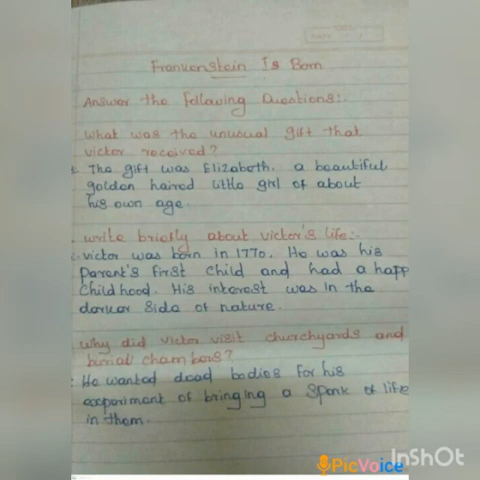 Frankenstein Is Born
Answer the following Questions:-
What was the unusual gift that
victor received?
The gift was Elizabeth. a beautiful
golden haired little girl of about
his own age.
write briefly about victor's life:-
victor was born in 1770. He was his
parent's first child and had a happ
childhood. His interest was in the
darker side of nature.
Why did victor visit churchyards and
burial chambers?
He wanted dead bodies for his
experiment of bringing a spark of life
in them.
PicVoice
InShOt